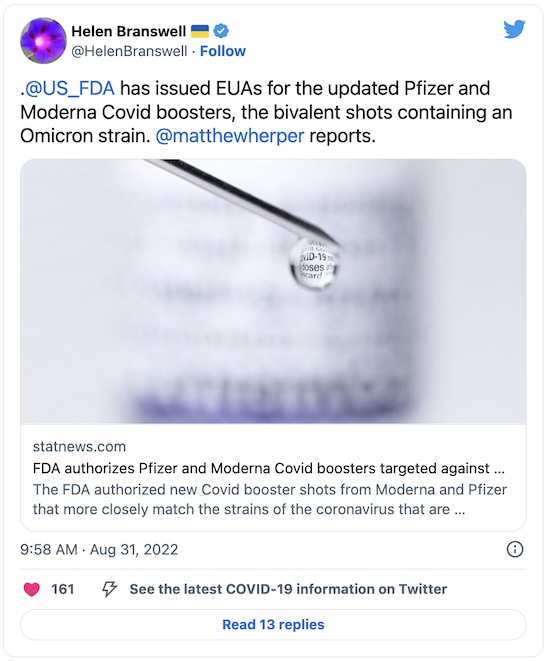 Helen Branswell
@HelenBranswell · Follow
.@US_FDA has issued EUAs for the updated Pfizer and
Moderna Covid boosters, the bivalent shots containing an
Omicron strain. @matthewherper reports.
VID-19
doses
card
statnews.com
FDA authorizes Pfizer and Moderna Covid boosters targeted against ...
The FDA authorized new Covid booster shots from Moderna and Pfizer
that more closely match the strains of the coronavirus that are ...
9:58 AM · Aug 31, 2022
161 See the latest COVID-19 information on Twitter
Read 13 replies